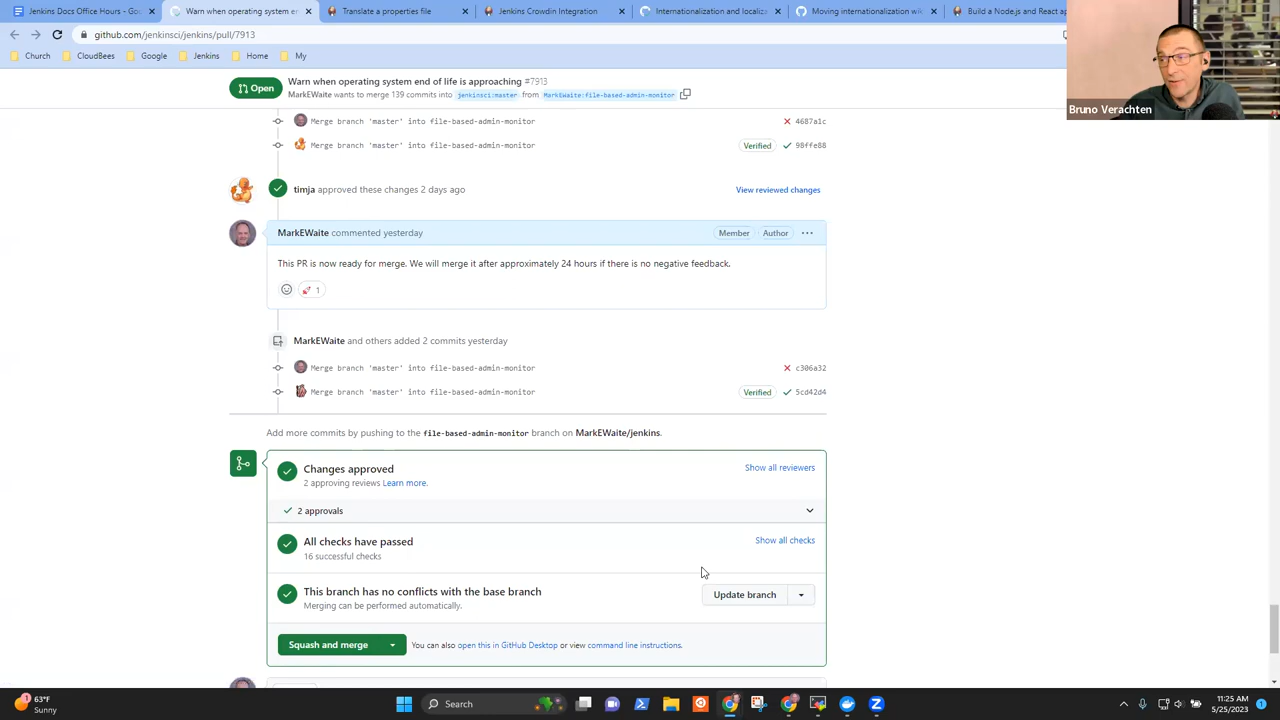 Jenkins Docs Office Hours - Goo
Warn when operating system en
Translate a properties file
Jenkins Crowdin Integration
Internationalization and localiz
Moving internationalization wik
Build a Node.js and React ap
github.com/jenkinsci/jenkins/pull/7913
Church
CloudBees
Google
Jenkins
Home
My
Bruno Verachten
Open
Warn when operating system end of life is approaching #7913
MarkEWaite wants to merge 139 commits into jenkinsci:master from MarkEWaite:file-based-admin-monitor
Merge branch 'master' into file-based-admin-monitor 4687a1c
Merge branch 'master' into file-based-admin-monitor Verified 98ffe88
timja approved these changes 2 days ago View reviewed changes
MarkEWaite commented yesterday Member Author ···
This PR is now ready for merge. We will merge it after approximately 24 hours if there is no negative feedback.
1
MarkEWaite and others added 2 commits yesterday
Merge branch 'master' into file-based-admin-monitor c306a32
Merge branch 'master' into file-based-admin-monitor Verified 5cd42d4
Add more commits by pushing to the file-based-admin-monitor branch on MarkEWaite/jenkins.
Changes approved Show all reviewers
2 approving reviews Learn more.
2 approvals
All checks have passed Show all checks
16 successful checks
This branch has no conflicts with the base branch
Merging can be performed automatically.
Update branch
Squash and merge You can also open this in GitHub Desktop or view command line instructions.
63°F
Sunny
Search
11:25 AM
5/25/2023